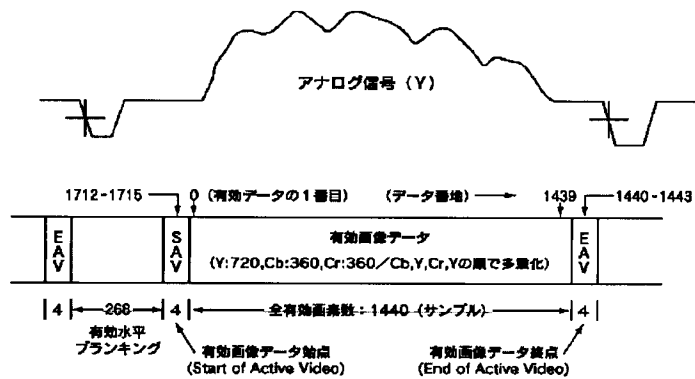 アナログ信号（Y）
1712-1715
0（有効データの1番目）
（データ番地）
1439
1440-1443
EAV
SAV
有効画像データ
（Y:720,Cb:360,Cr:360／Cb,Y,Cr,Yの順で多重化）
EAV
4
268
4
全有効画素数：1440（サンプル）
4
有効水平
ブランキング
有効画像データ始点
(Start of Active Video)
有効画像データ終点
(End of Active Video)